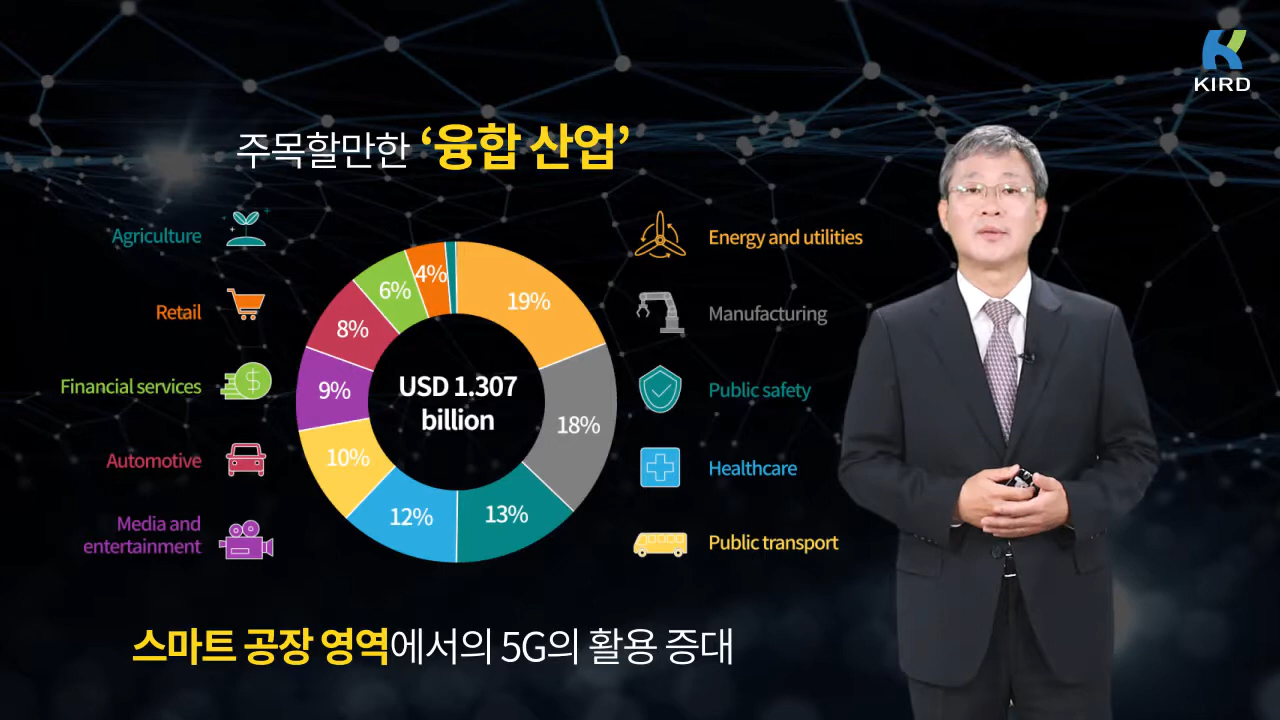 KIRD
주목할만한 ‘융합 산업’
Agriculture
Retail
Financial services
Automotive
Media and
entertainment
4%
6%
19%
8%
9%
USD 1.307
billion
18%
10%
12%
13%
Energy and utilities
Manufacturing
Public safety
Healthcare
Public transport
스마트 공장 영역에서의 5G의 활용 증대